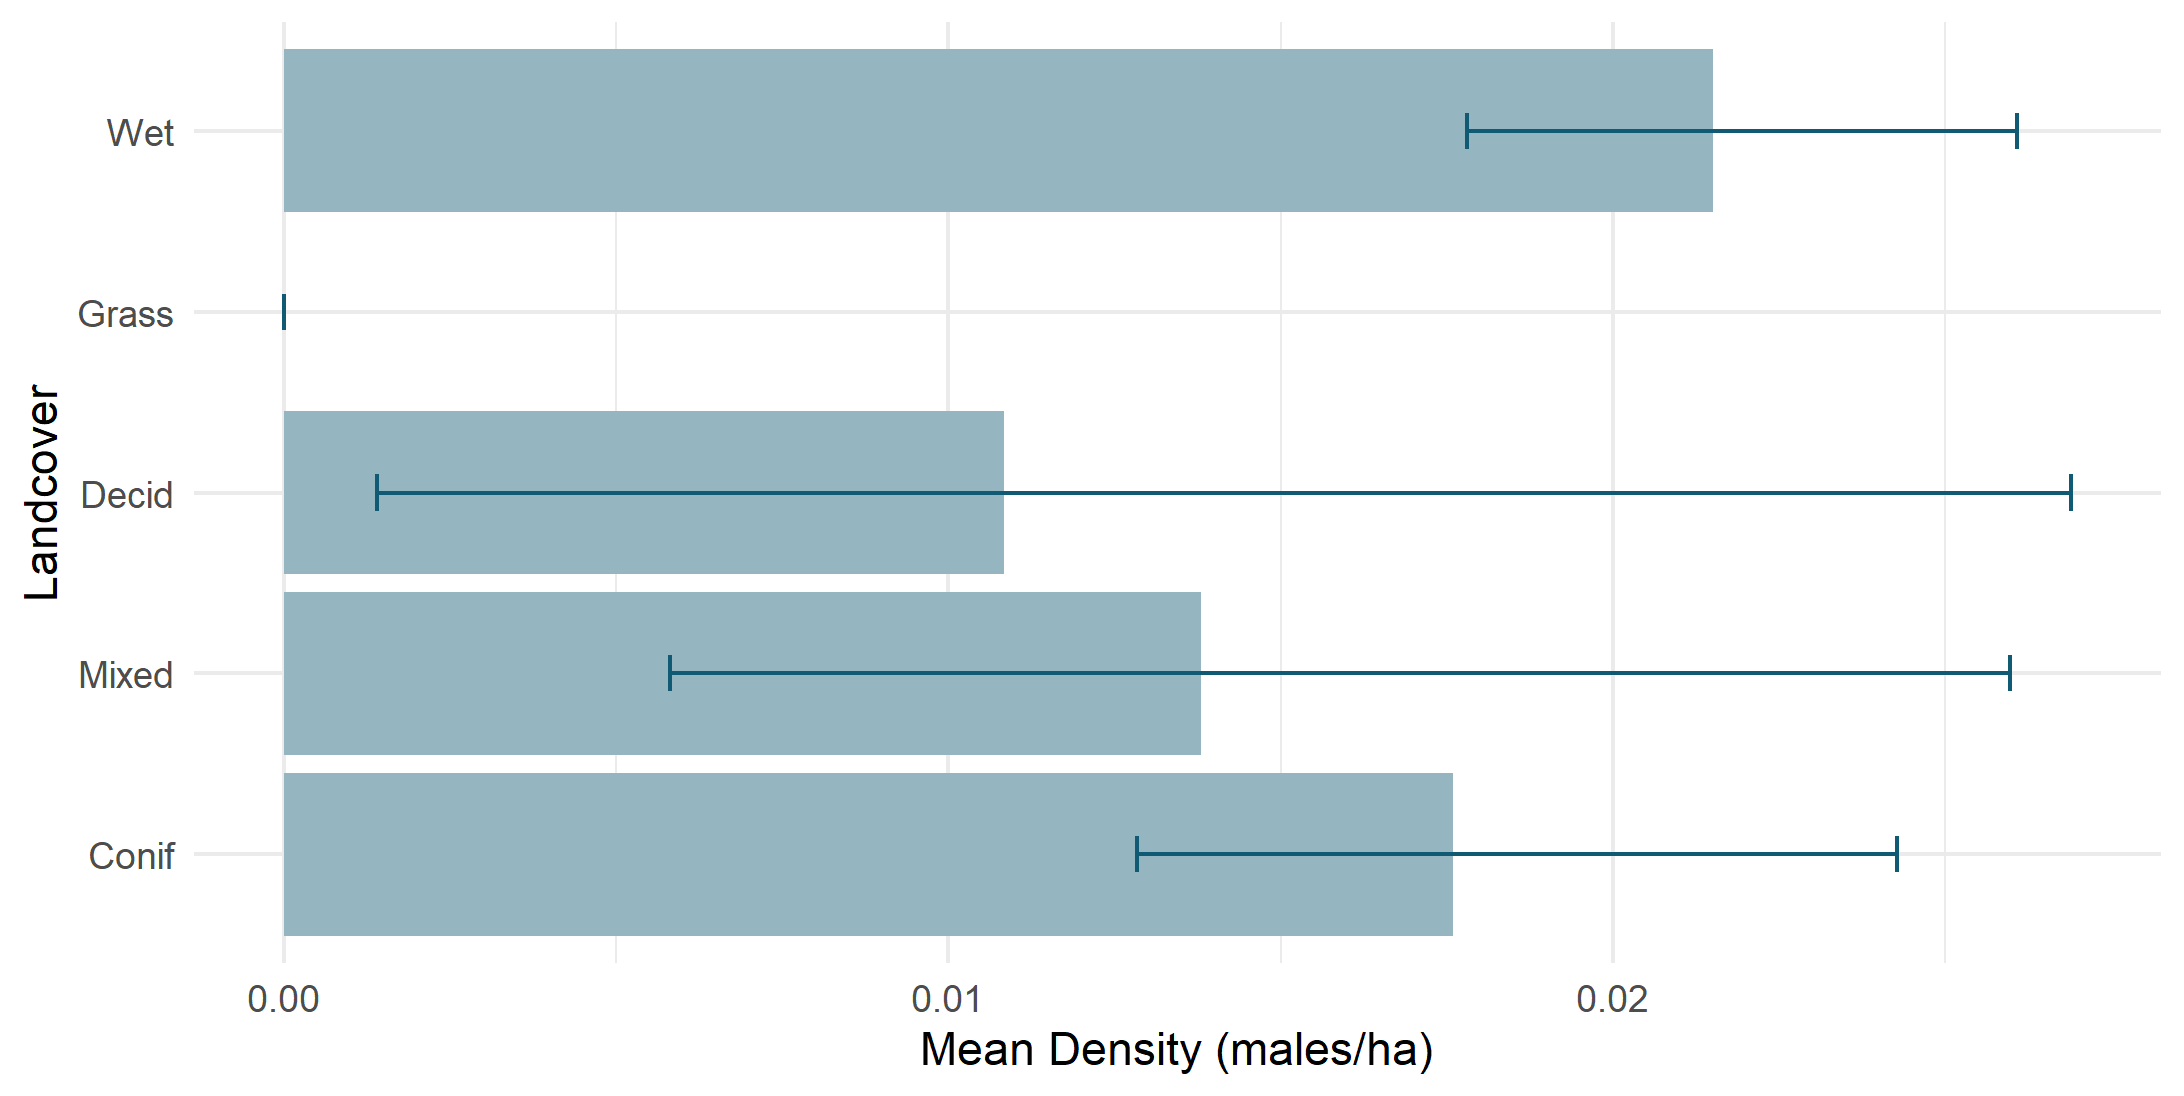 Landcover
Wet
Grass
Decid
Mixed
Conif
0.00
0.01
0.02
Mean Density (males/ha)